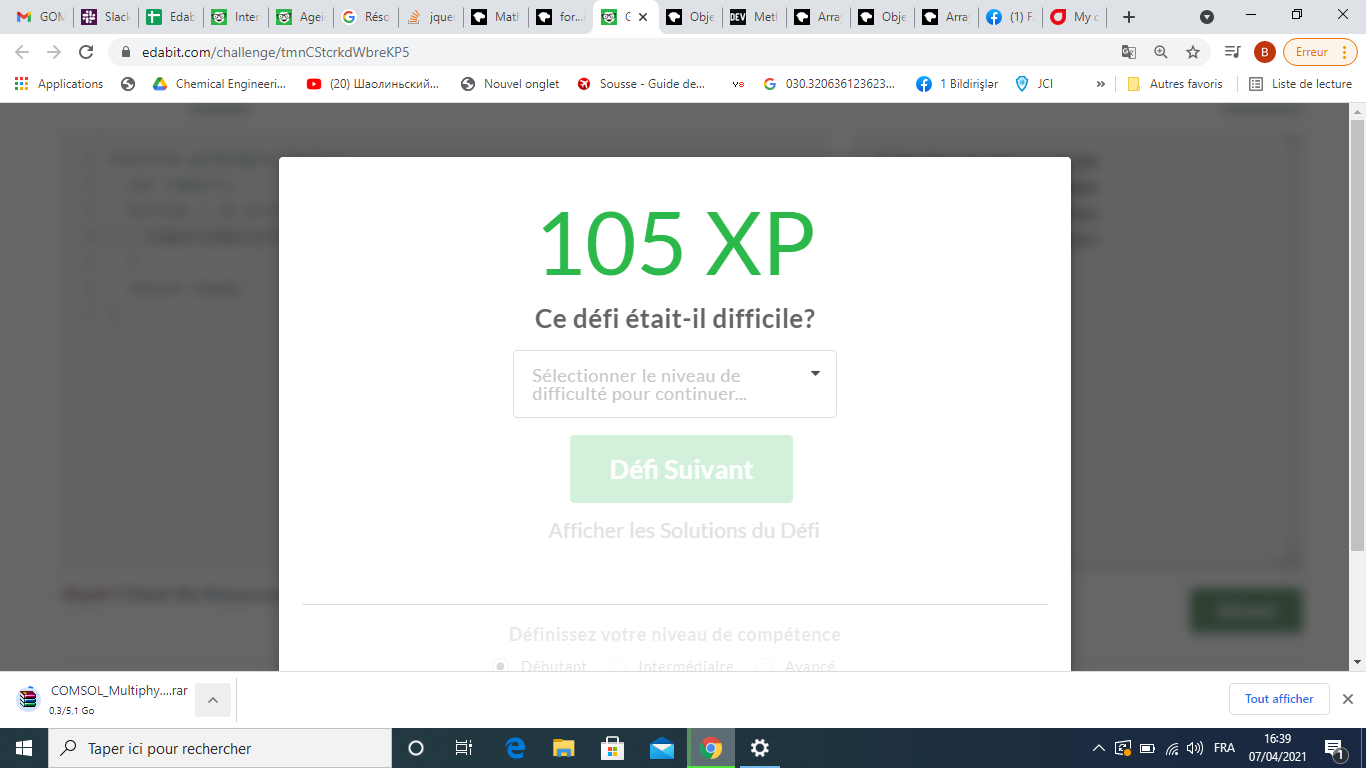 GOM
Slack
Edab
Inter
Agei
Réso
jque
Math
for...i
G
Obje
DEV
Meth
Arra
Obje
Arra
(1) F
My c
edabit.com/challenge/tmnCStcrkdWbreKP5
B
Erreur
Applications
Chemical Engineeri...
(20) Шаолиньский...
Nouvel onglet
Sousse - Guide de...
030.320636123623...
1 Bildirişlər
JCI
»
Autres favoris
Liste de lecture
105 XP
Ce défi était-il difficile?
Sélectionner le niveau de
difficulté pour continuer...
Défi Suivant
Afficher les Solutions du Défi
Définissez votre niveau de compétence
Débutant
Intermédiaire
Avancé
COMSOL_Multiphy....rar
0,3/5,1 Go
Tout afficher
Taper ici pour rechercher
FRA
16:39
07/04/2021
1